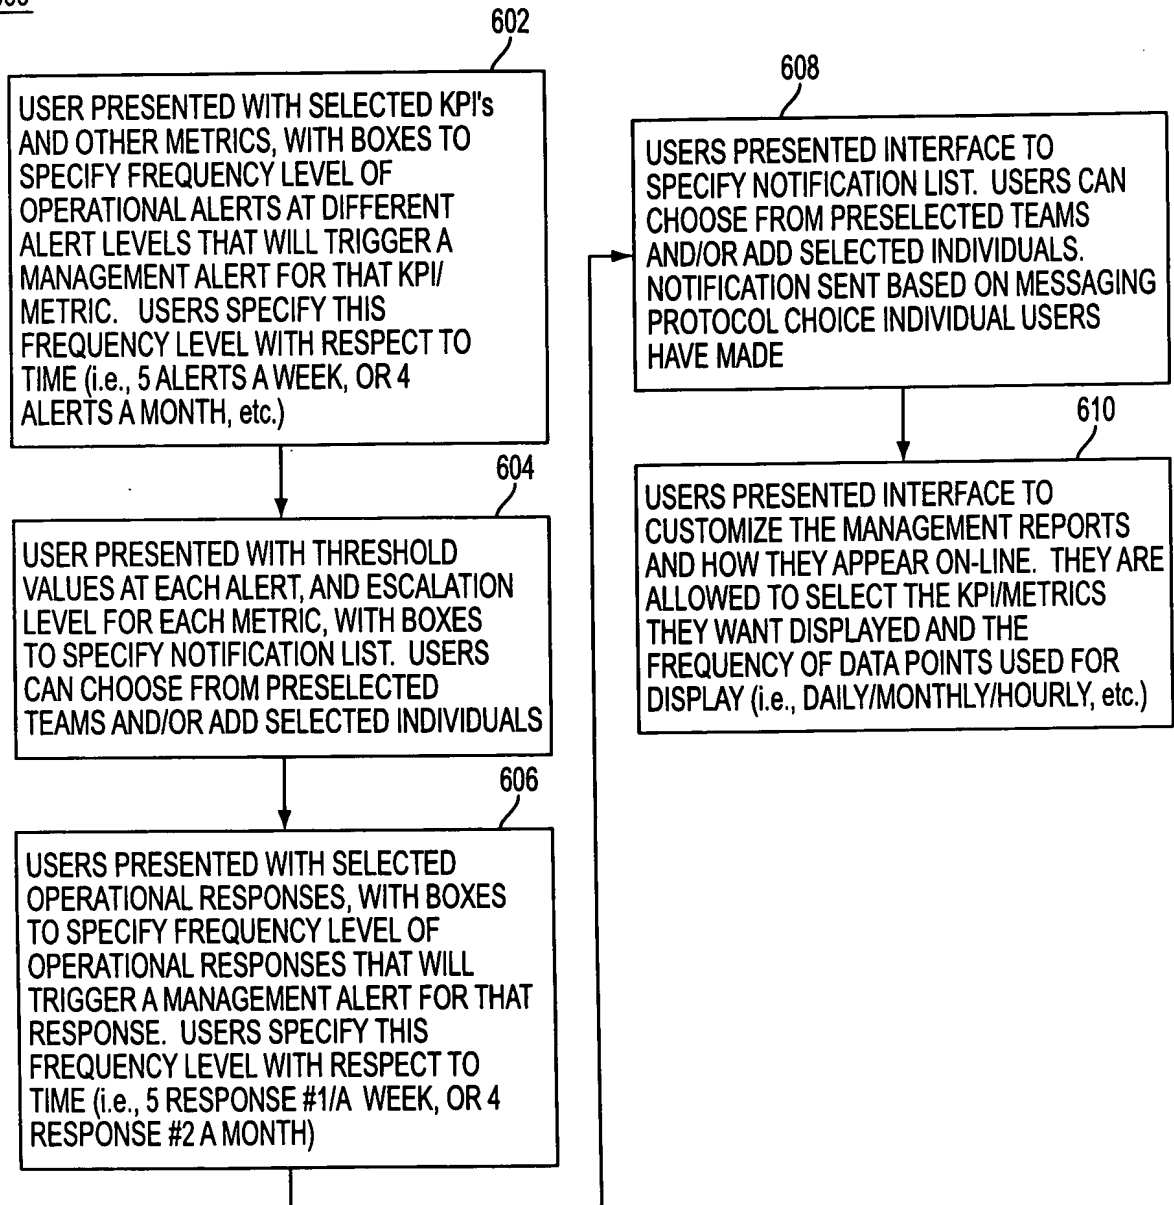 602
USER PRESENTED WITH SELECTED KPI's
AND OTHER METRICS, WITH BOXES TO
SPECIFY FREQUENCY LEVEL OF
OPERATIONAL ALERTS AT DIFFERENT
ALERT LEVELS THAT WILL TRIGGER A
MANAGEMENT ALERT FOR THAT KPI/
METRIC. USERS SPECIFY THIS
FREQUENCY LEVEL WITH RESPECT TO
TIME (i.e., 5 ALERTS A WEEK, OR 4
ALERTS A MONTH, etc.)
604
USER PRESENTED WITH THRESHOLD
VALUES AT EACH ALERT, AND ESCALATION
LEVEL FOR EACH METRIC, WITH BOXES
TO SPECIFY NOTIFICATION LIST. USERS
CAN CHOOSE FROM PRESELECTED
TEAMS AND/OR ADD SELECTED INDIVIDUALS
606
USERS PRESENTED WITH SELECTED
OPERATIONAL RESPONSES, WITH BOXES
TO SPECIFY FREQUENCY LEVEL OF
OPERATIONAL RESPONSES THAT WILL
TRIGGER A MANAGEMENT ALERT FOR THAT
RESPONSE. USERS SPECIFY THIS
FREQUENCY LEVEL WITH RESPECT TO
TIME (i.e., 5 RESPONSE #1/A WEEK, OR 4
RESPONSE #2 A MONTH)
608
USERS PRESENTED INTERFACE TO
SPECIFY NOTIFICATION LIST. USERS CAN
CHOOSE FROM PRESELECTED TEAMS
AND/OR ADD SELECTED INDIVIDUALS.
NOTIFICATION SENT BASED ON MESSAGING
PROTOCOL CHOICE INDIVIDUAL USERS
HAVE MADE
610
USERS PRESENTED INTERFACE TO
CUSTOMIZE THE MANAGEMENT REPORTS
AND HOW THEY APPEAR ON-LINE. THEY ARE
ALLOWED TO SELECT THE KPI/METRICS
THEY WANT DISPLAYED AND THE
FREQUENCY OF DATA POINTS USED FOR
DISPLAY (i.e., DAILY/MONTHLY/HOURLY, etc.)